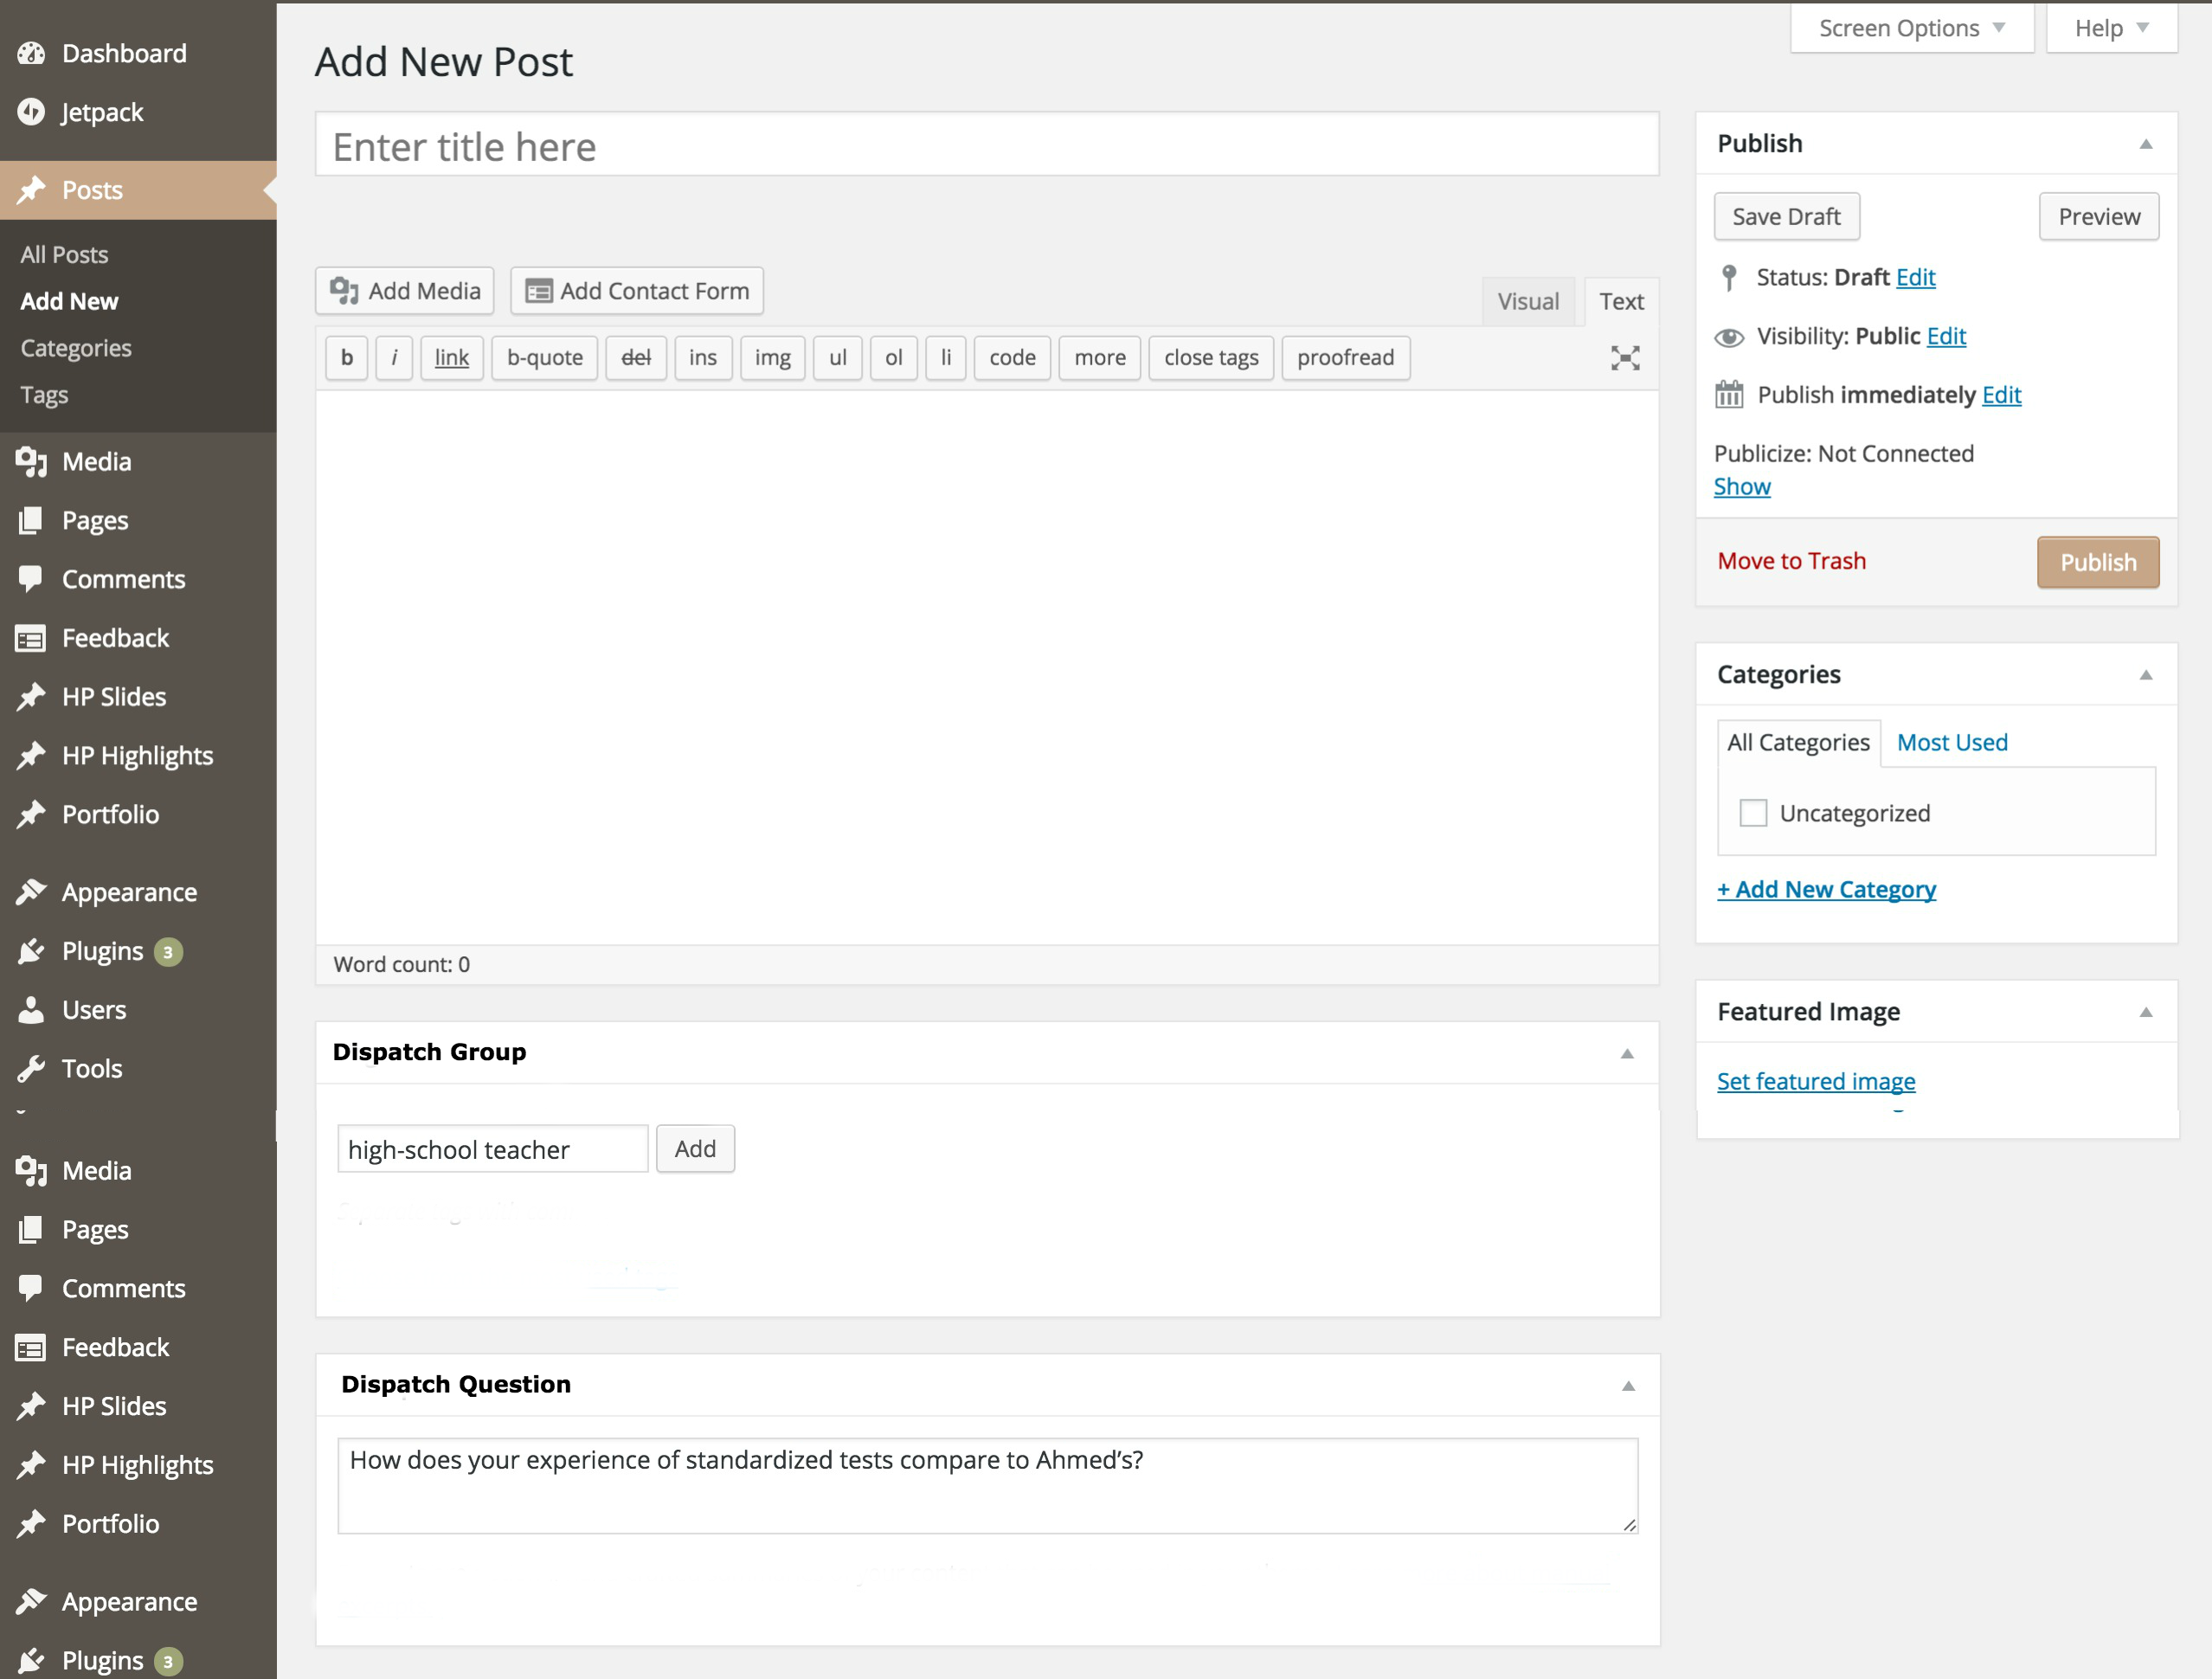 Dashboard
Jetpack
Posts
All Posts
Add New
Categories
Tags
Media
Pages
Comments
Feedback
HP Slides
HP Highlights
Portfolio
Appearance
Plugins 3
Users
Tools
Media
Pages
Comments
Feedback
HP Slides
HP Highlights
Portfolio
Appearance
Plugins 3
Screen Options
Help
Add New Post
Enter title here
Add Media
Add Contact Form
Visual
Text
b i link b-quote del ins img ul ol li code more close tags proofread
Word count: 0
Dispatch Group
high-school teacher
Add
Dispatch Question
How does your experience of standardized tests compare to Ahmed's?
Publish
Save Draft
Preview
Status: Draft Edit
Visibility: Public Edit
Publish immediately Edit
Publicize: Not Connected
Show
Move to Trash
Publish
Categories
All Categories
Most Used
Uncategorized
+ Add New Category
Featured Image
Set featured image